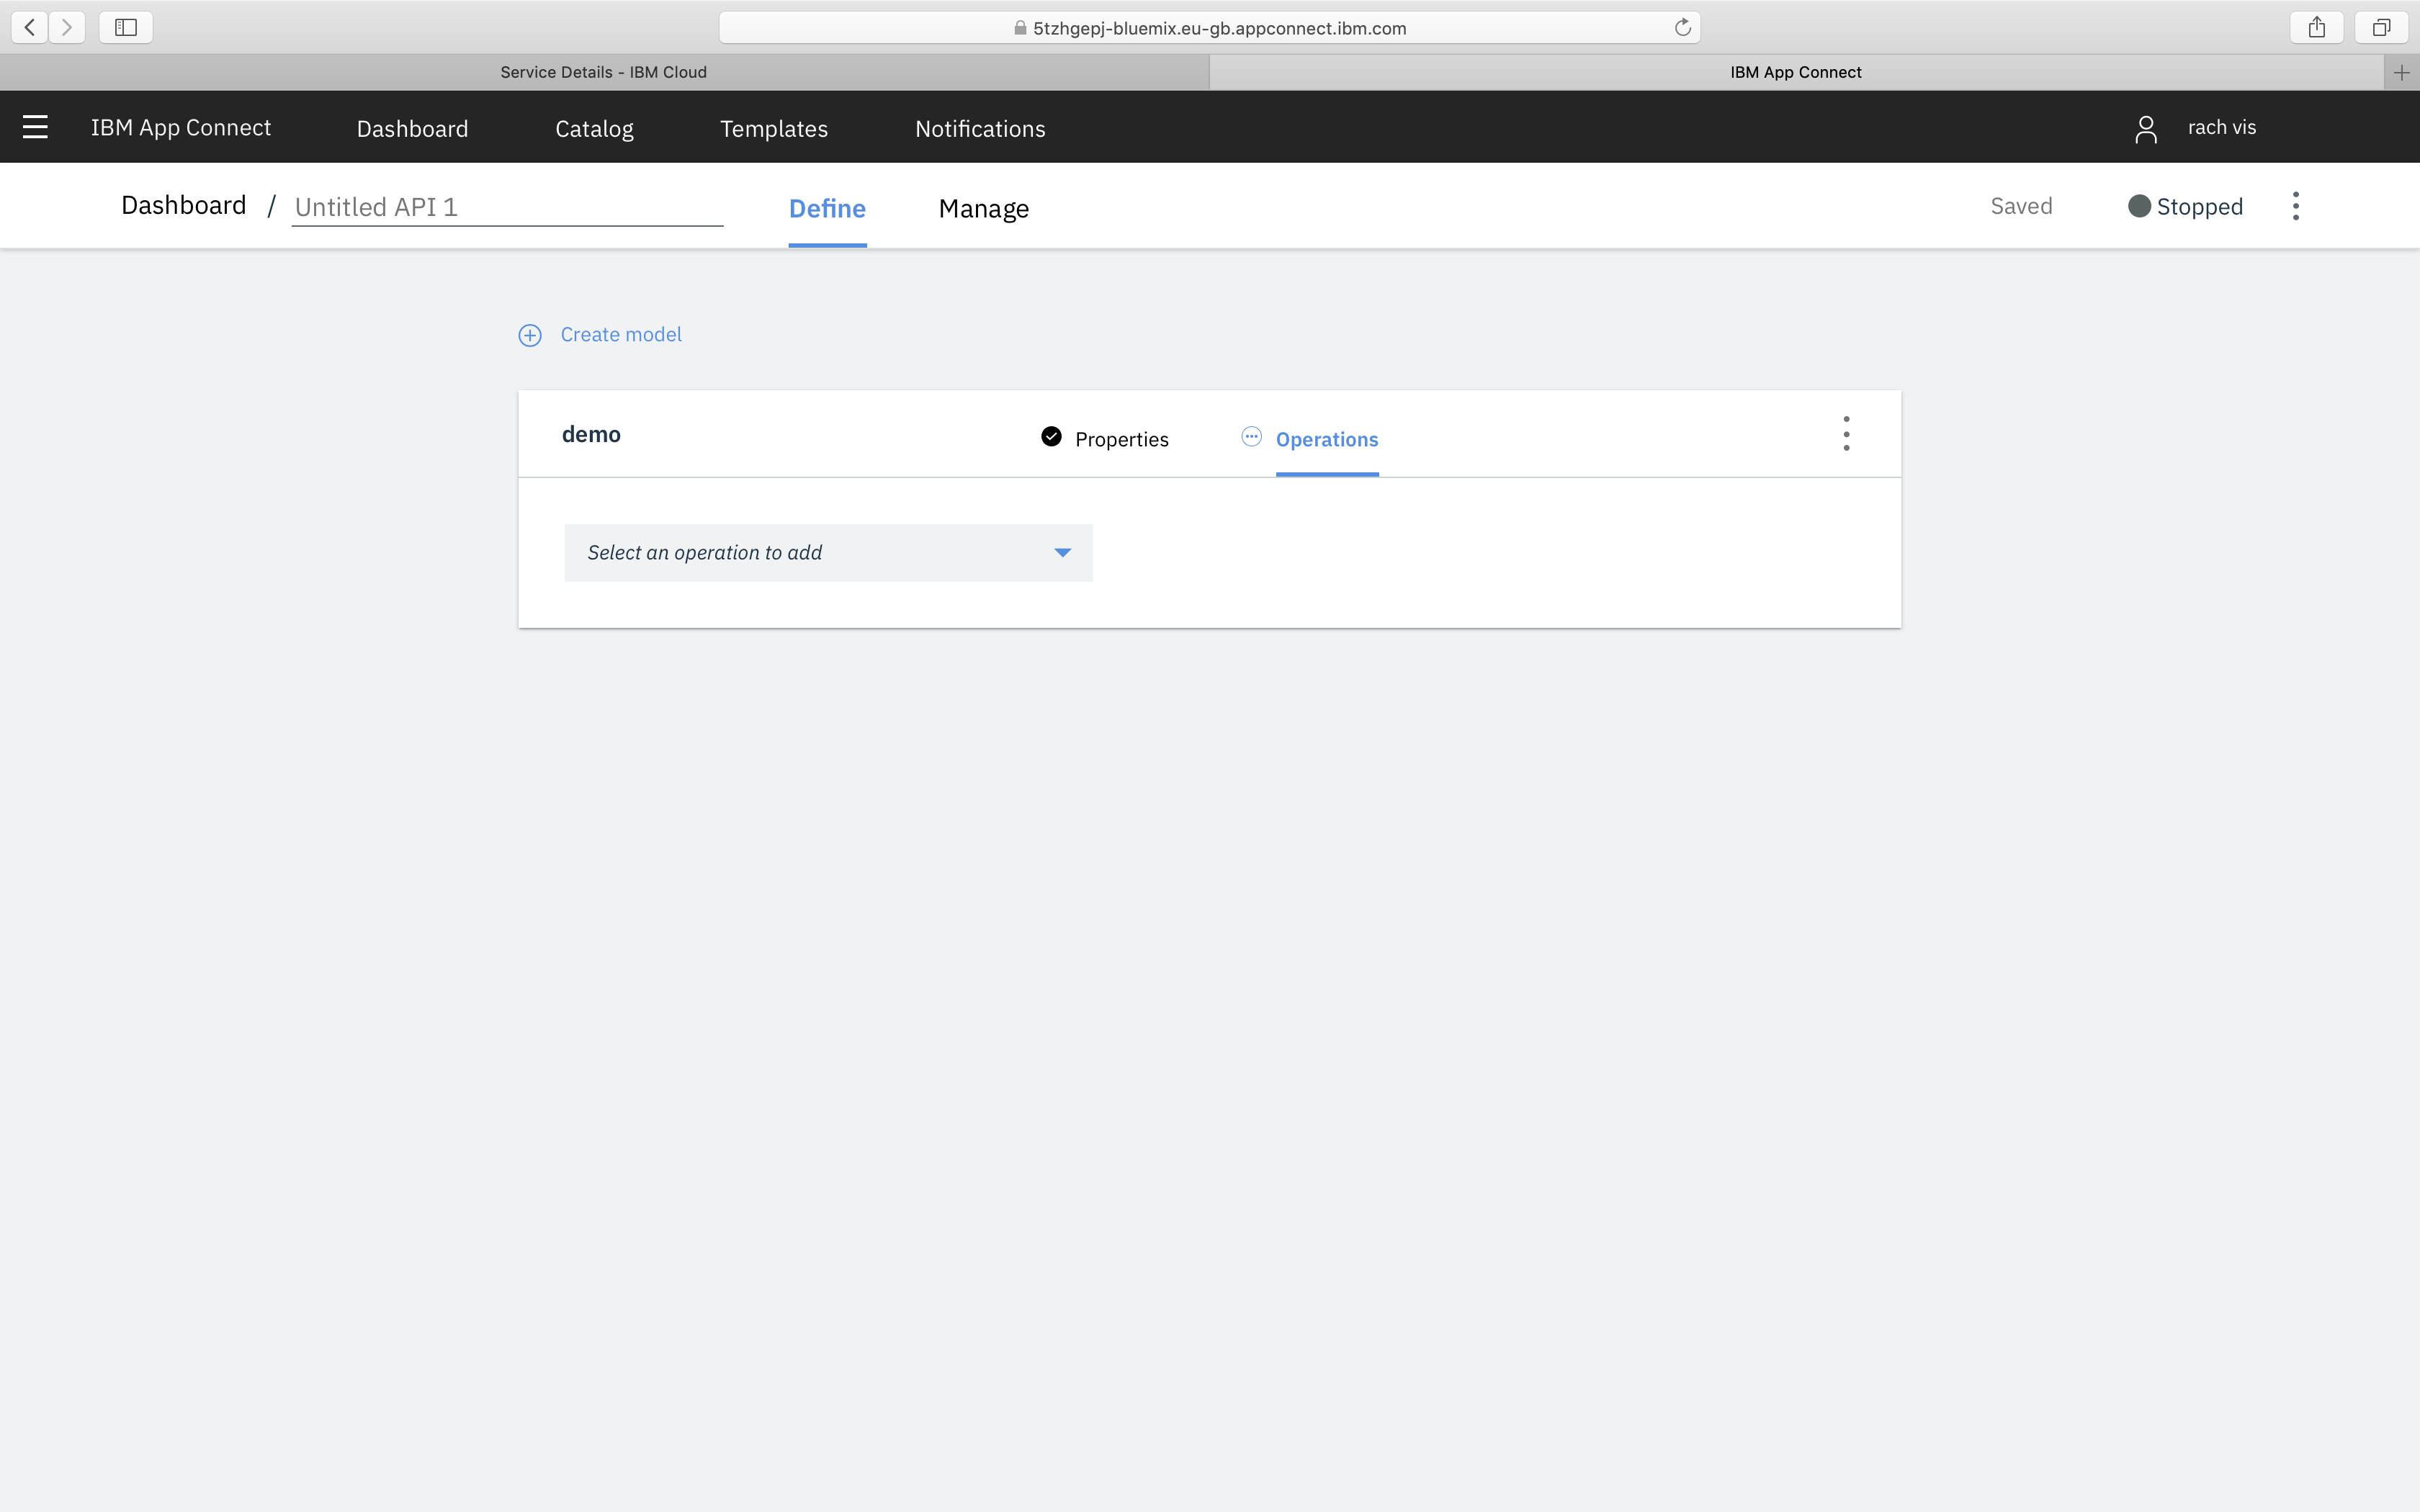 5tzhgepj-bluemix.eu-gb.appconnect.ibm.com
Service Details - IBM Cloud
IBM App Connect
IBM App Connect
Dashboard
Catalog
Templates
Notifications
rach vis
Dashboard / Untitled API 1
Define
Manage
Saved
Stopped
Create model
demo
Properties
Operations
Select an operation to add